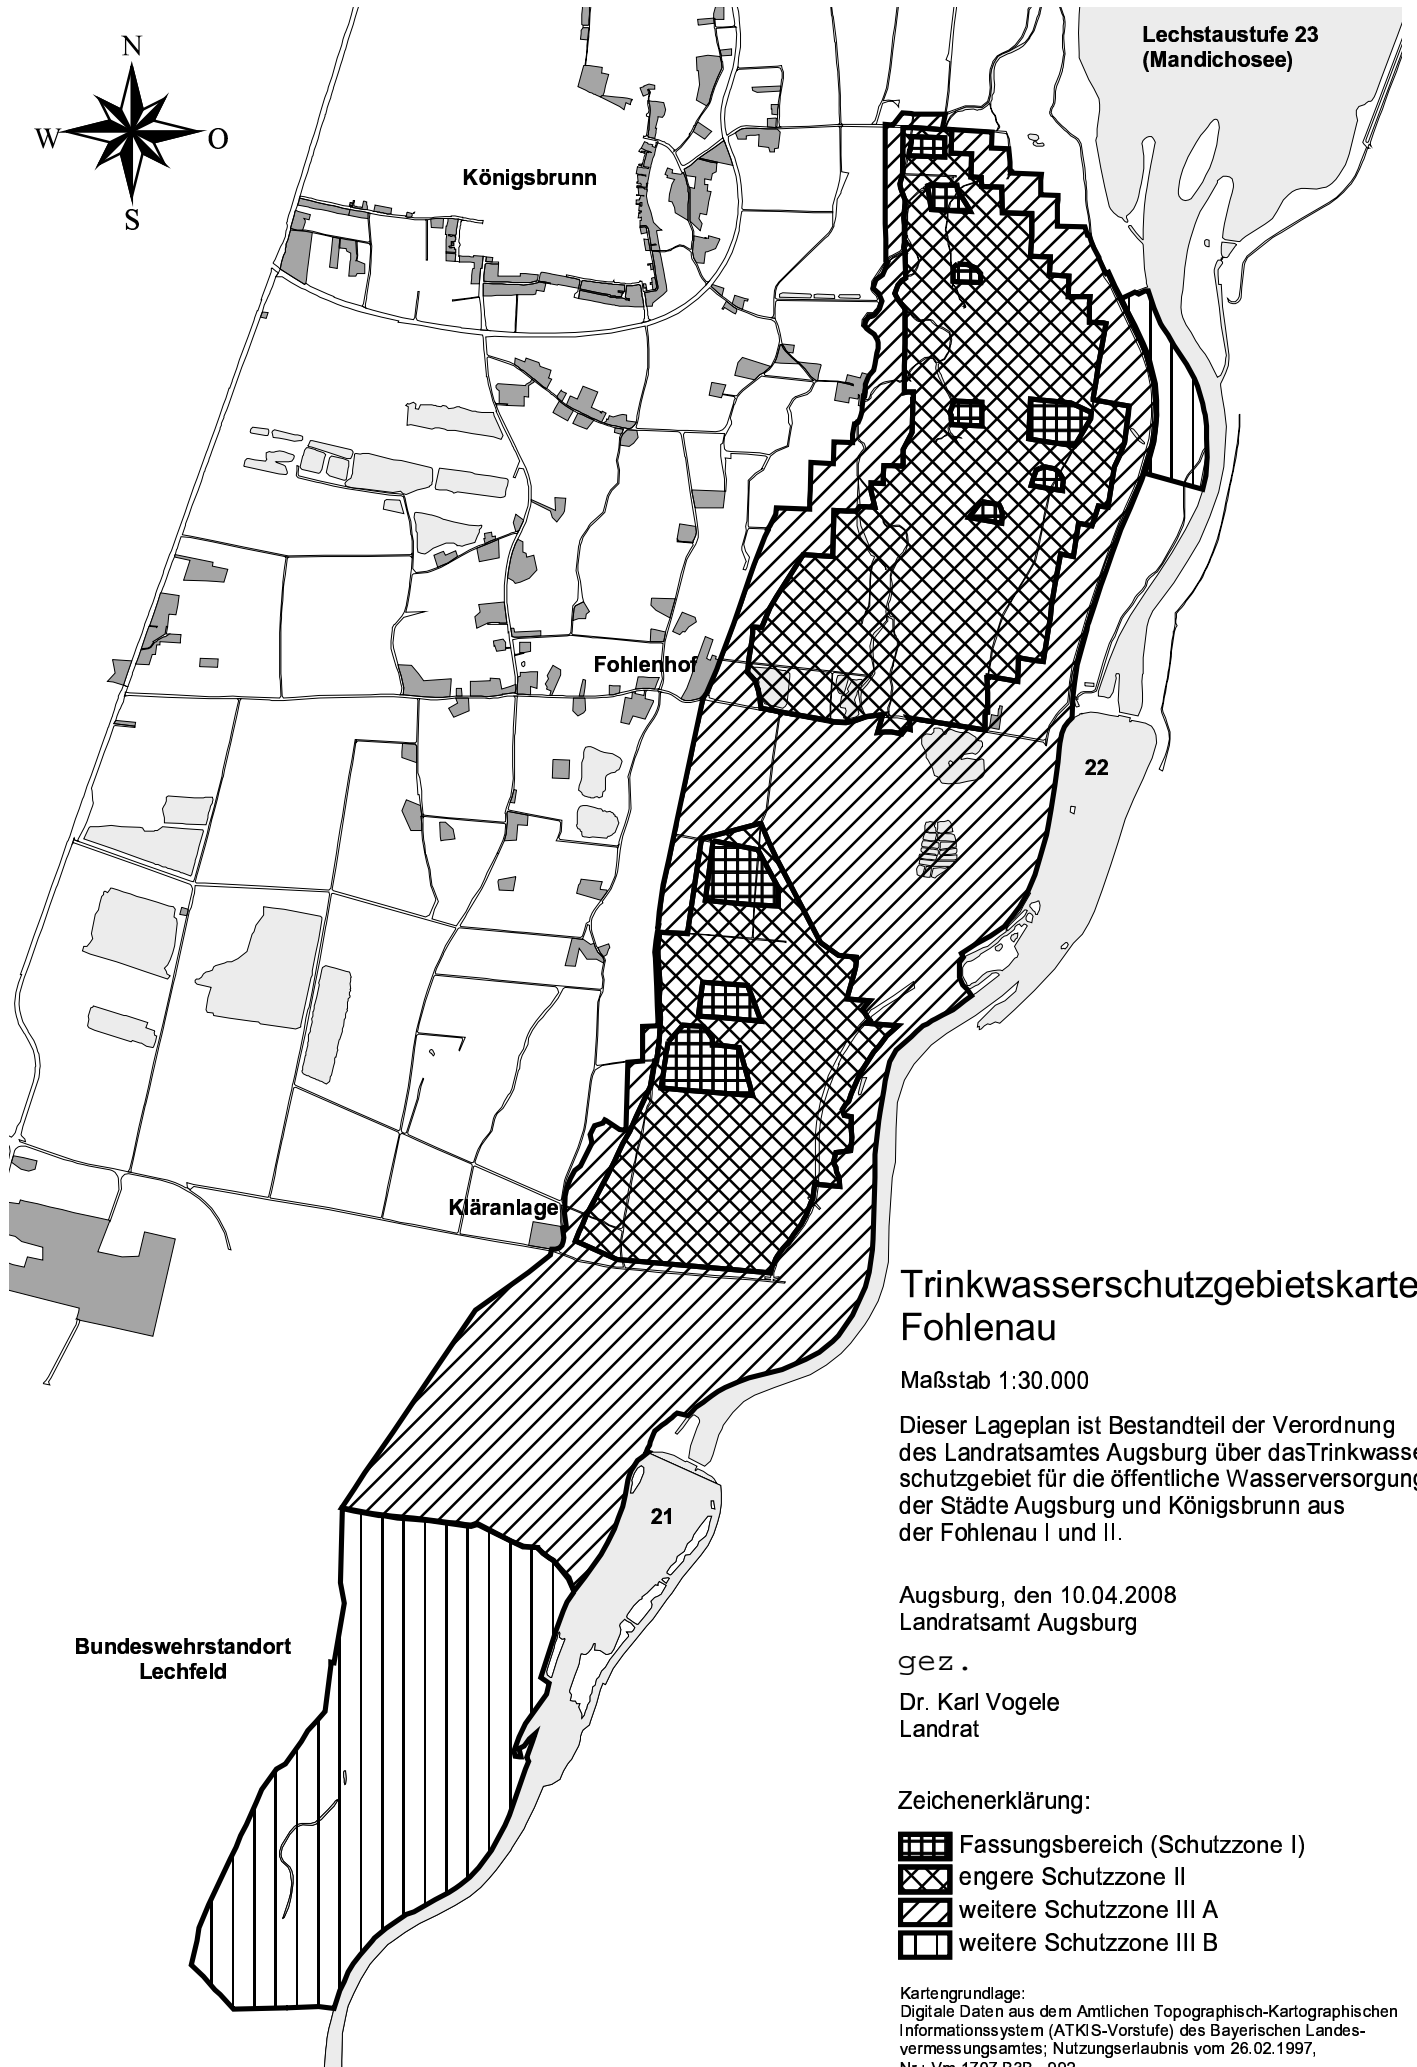 Lechstaustufe 23
(Mandichosee)
N
W
O
S
Königsbrunn
Fohlenhof
22
Kläranlage
Trinkwasserschutzgebietskarte
Fohlenau
Maßstab 1:30.000
Dieser Lageplan ist Bestandteil der Verordnung
des Landratsamtes Augsburg über dasTrinkwasse
schutzgebiet für die öffentliche Wasserversorgung
der Städte Augsburg und Königsbrunn aus
der Fohlenau I und II.
21
Augsburg, den 10.04.2008
Landratsamt Augsburg
gez.
Dr. Karl Vogele
Landrat
Bundeswehrstandort
Lechfeld
Zeichenerklärung:
Fassungsbereich (Schutzzone I)
engere Schutzzone II
weitere Schutzzone III A
weitere Schutzzone III B
Kartengrundlage:
Digitale Daten aus dem Amtlichen Topographisch-Kartographischen
Informationssystem (ATKIS-Vorstufe) des Bayerischen Landes-
vermessungsamtes; Nutzungserlaubnis vom 26.02.1997,